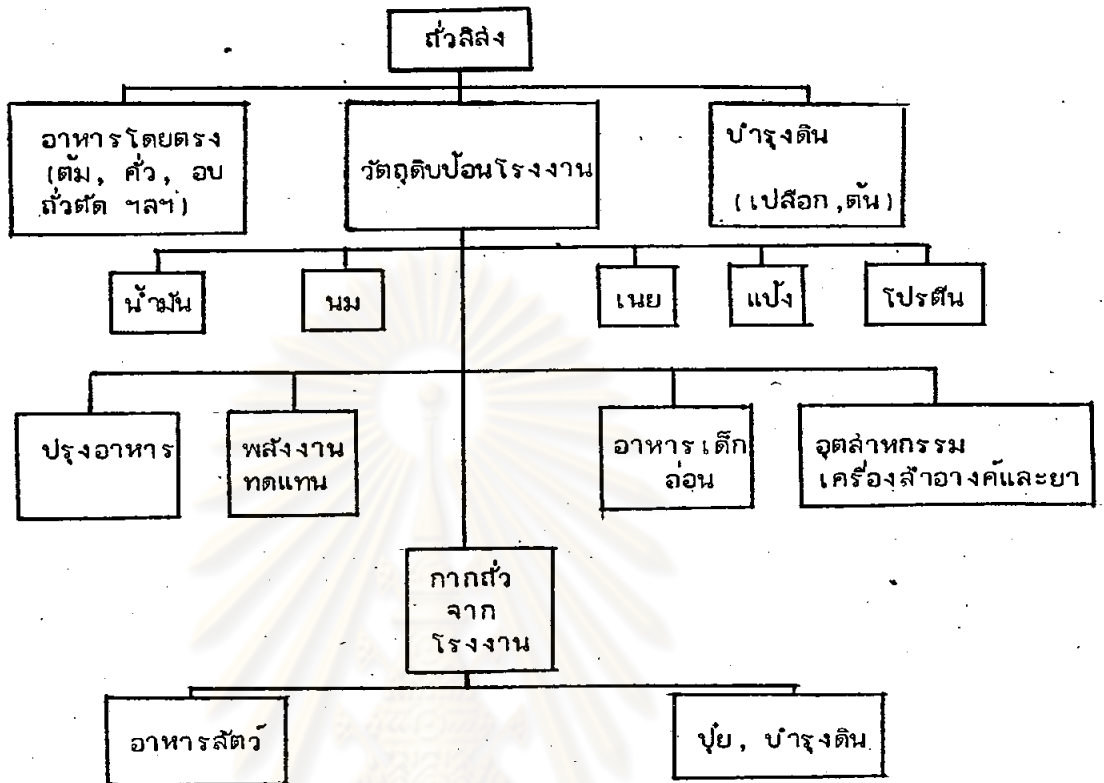 ถั่วลิสง
อาหารโดยตรง
(ต้ม, คั่ว, อบ
ถั่วตัด ฯลฯ)
วัตถุดิบป้อนโรงงาน
บำรุงดิน
(เปลือก,ต้น)
น้ำมัน
นม
เนย
แป้ง
โปรตีน
ปรุงอาหาร
พลังงาน
ทดแทน
อาหารเด็ก
อ่อน
อุตสาหกรรม
เครื่องสำอางค์และยา
กากถั่ว
จาก
โรงงาน
อาหารสัตว์
ปุ๋ย, บำรุงดิน